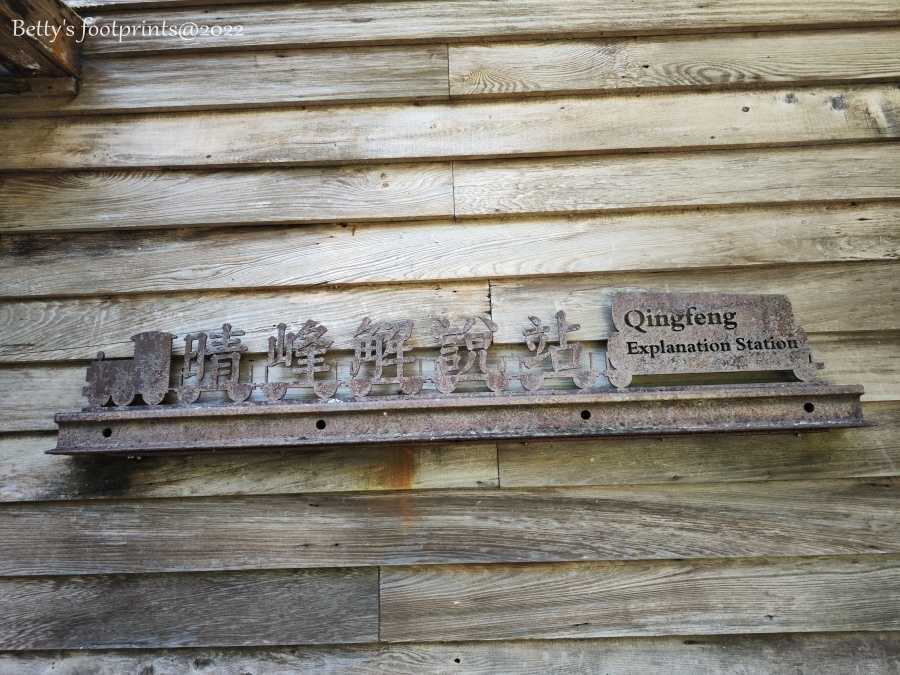 Betty's footprints@2022
晴峰解說站
Qingfeng
Explanation Station